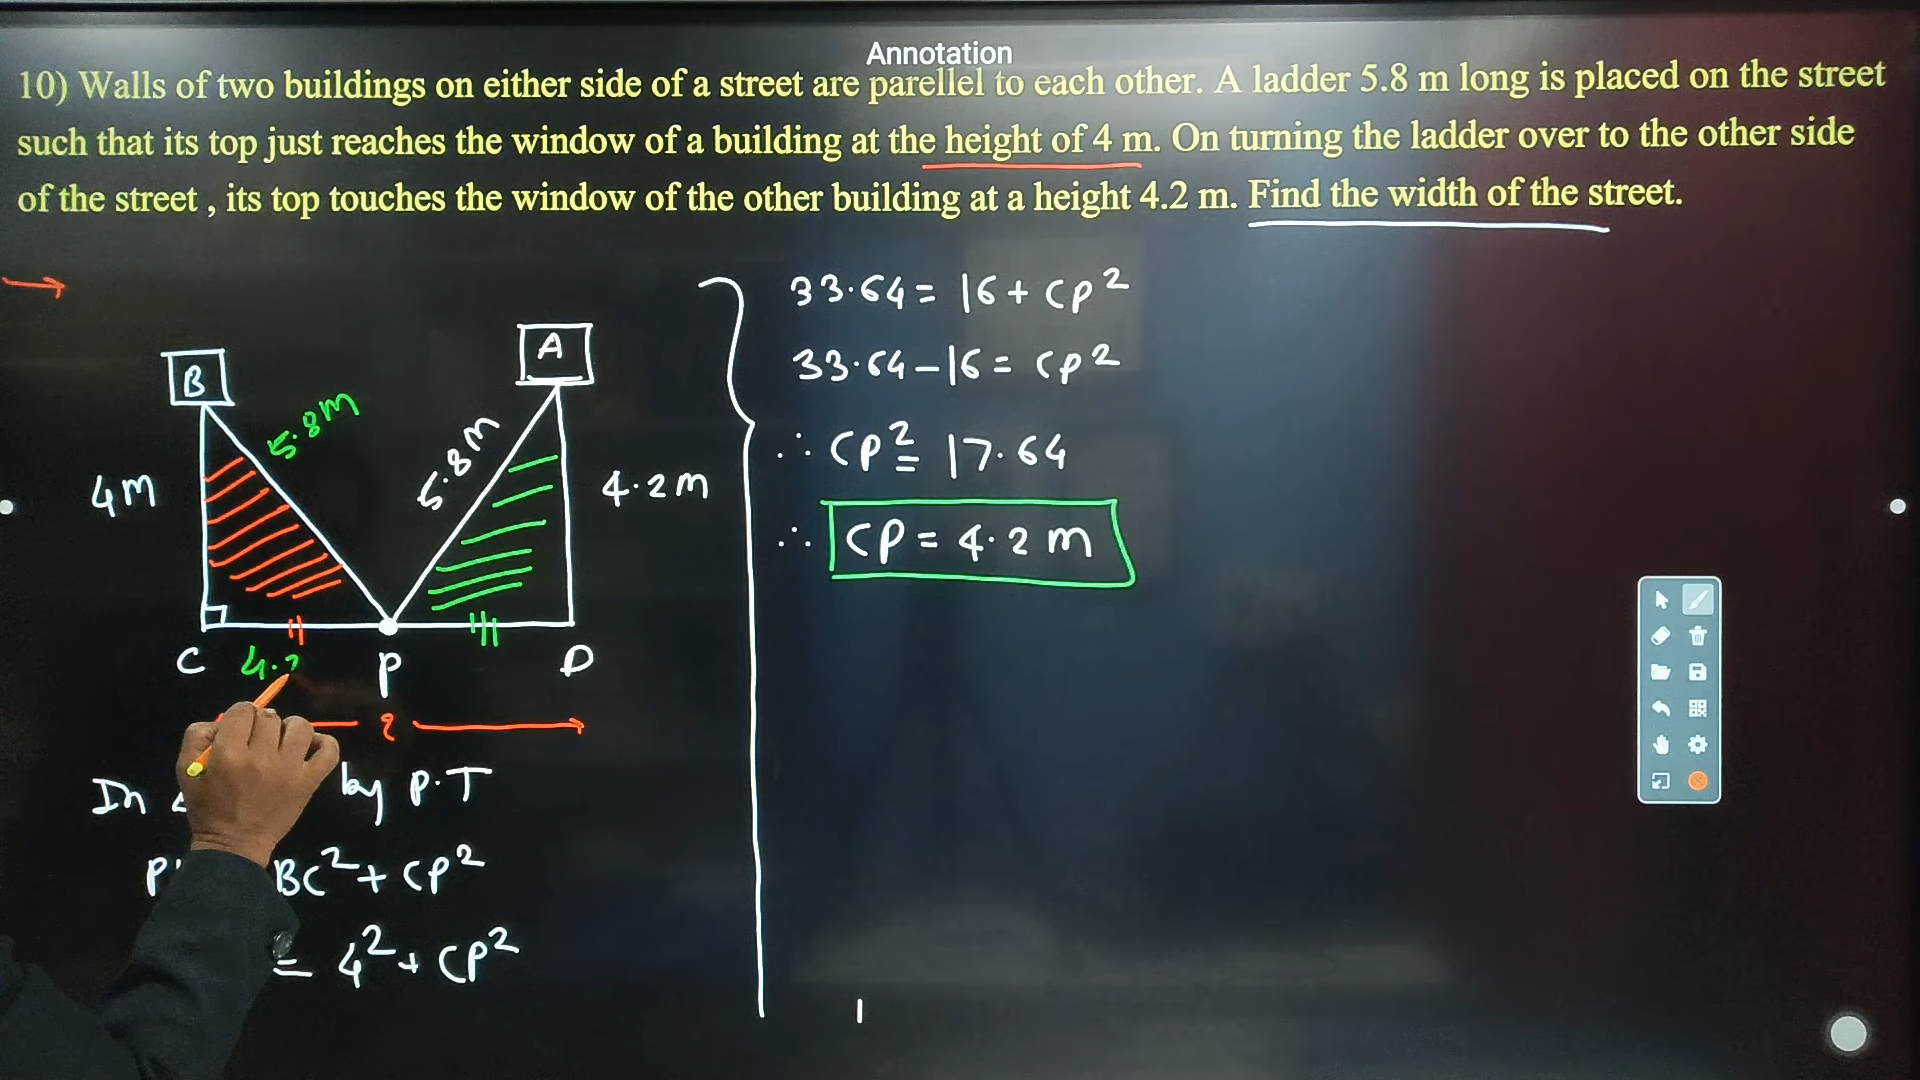 Annotation
10) Walls of two buildings on either side of a street are parellel to each other. A ladder 5.8 m long is placed on the street
such that its top just reaches the window of a building at the height of 4 m. On turning the ladder over to the other side
of the street , its top touches the window of the other building at a height 4.2 m. Find the width of the street.
B
A
5.8m
5.8m
4m
4.2m
C
4.
P
D
?
In
by P.T
P
BC²+CP²
= 4²+CP²
33.64= 16+CP²
33.64-16= CP²
∴ CP²= 17.64
∴ CP= 4.2 m